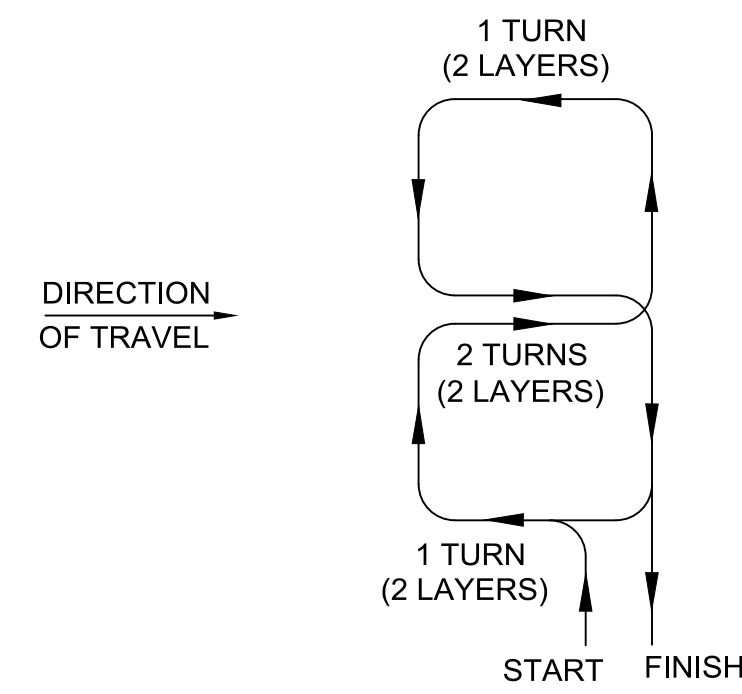 1 TURN
(2 LAYERS)
DIRECTION
OF TRAVEL
2 TURNS
(2 LAYERS)
1 TURN
(2 LAYERS)
START
FINISH